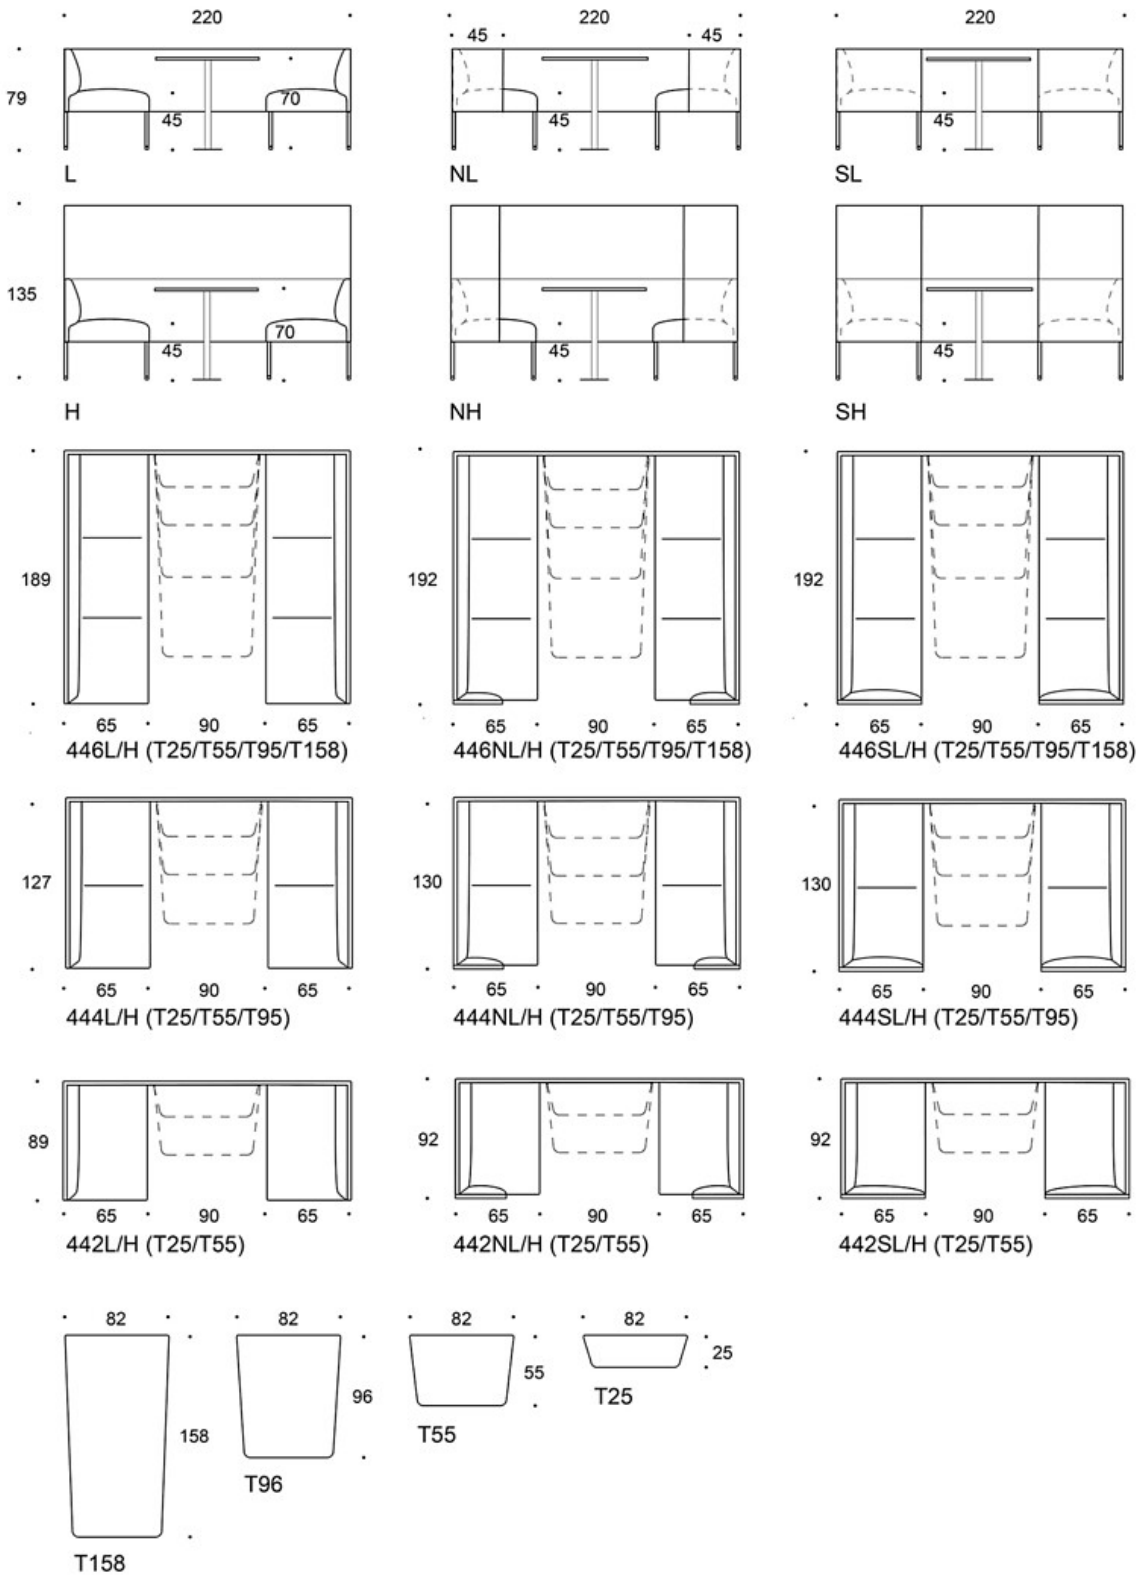 220 220 220
45 45
79 45 70 45 45
L NL SL
135 45 70 45 45
H NH SH
189 192 192
65 90 65 65 90 65 65 90 65
446L/H (T25/T55/T95/T158) 446NL/H (T25/T55/T95/T158) 446SL/H (T25/T55/T95/T158)
127 130 130
65 90 65 65 90 65 65 90 65
444L/H (T25/T55/T95) 444NL/H (T25/T55/T95) 444SL/H (T25/T55/T95)
89 92 92
65 90 65 65 90 65 65 90 65
442L/H (T25/T55) 442NL/H (T25/T55) 442SL/H (T25/T55)
82 82 82 82
158 96 55 25
T25
T55
T96
T158